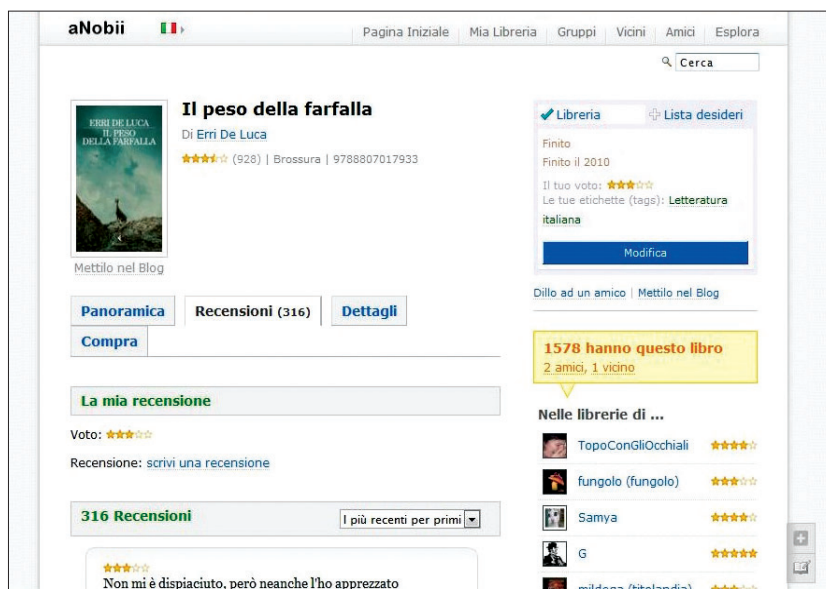 aNobii
Pagina Iniziale | Mia Libreria | Gruppi | Vicini | Amici | Esplora
Cerca
ERRI DE LUCA
IL PESO
DELLA FARFALLA
Mettilo nel Blog
Il peso della farfalla
Di Erri De Luca
(928) | Brossura | 9788807017933
Panoramica
Recensioni (316)
Dettagli
Compra
La mia recensione
Voto:
Recensione: scrivi una recensione
316 Recensioni
I più recenti per primi
Non mi è dispiaciuto, però neanche l'ho apprezzato
Libreria
Lista desideri
Finito
Finito il 2010
Il tuo voto:
Le tue etichette (tags): Letteratura
italiana
Modifica
Dillo ad un amico | Mettilo nel Blog
1578 hanno questo libro
2 amici, 1 vicino
Nelle librerie di ...
TopoConGliOcchiali
fungolo (fungolo)
Samya
G